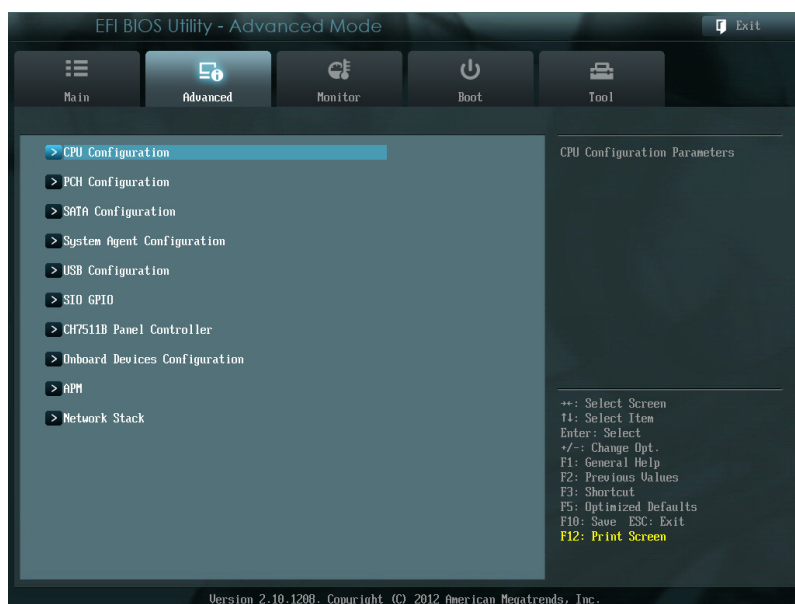 EFI BIOS Utility - Advanced Mode
Exit
Main
Advanced
Monitor
Boot
Tool
> CPU Configuration
> PCH Configuration
> SATA Configuration
> System Agent Configuration
> USB Configuration
> SIO GPIO
> CH7511B Panel Controller
> Onboard Devices Configuration
> APM
> Network Stack
CPU Configuration Parameters
→←: Select Screen
↑↓: Select Item
Enter: Select
+/-: Change Opt.
F1: General Help
F2: Previous Values
F3: Shortcut
F5: Optimized Defaults
F10: Save ESC: Exit
F12: Print Screen
Version 2.10.1208. Copyright (C) 2012 American Megatrends, Inc.